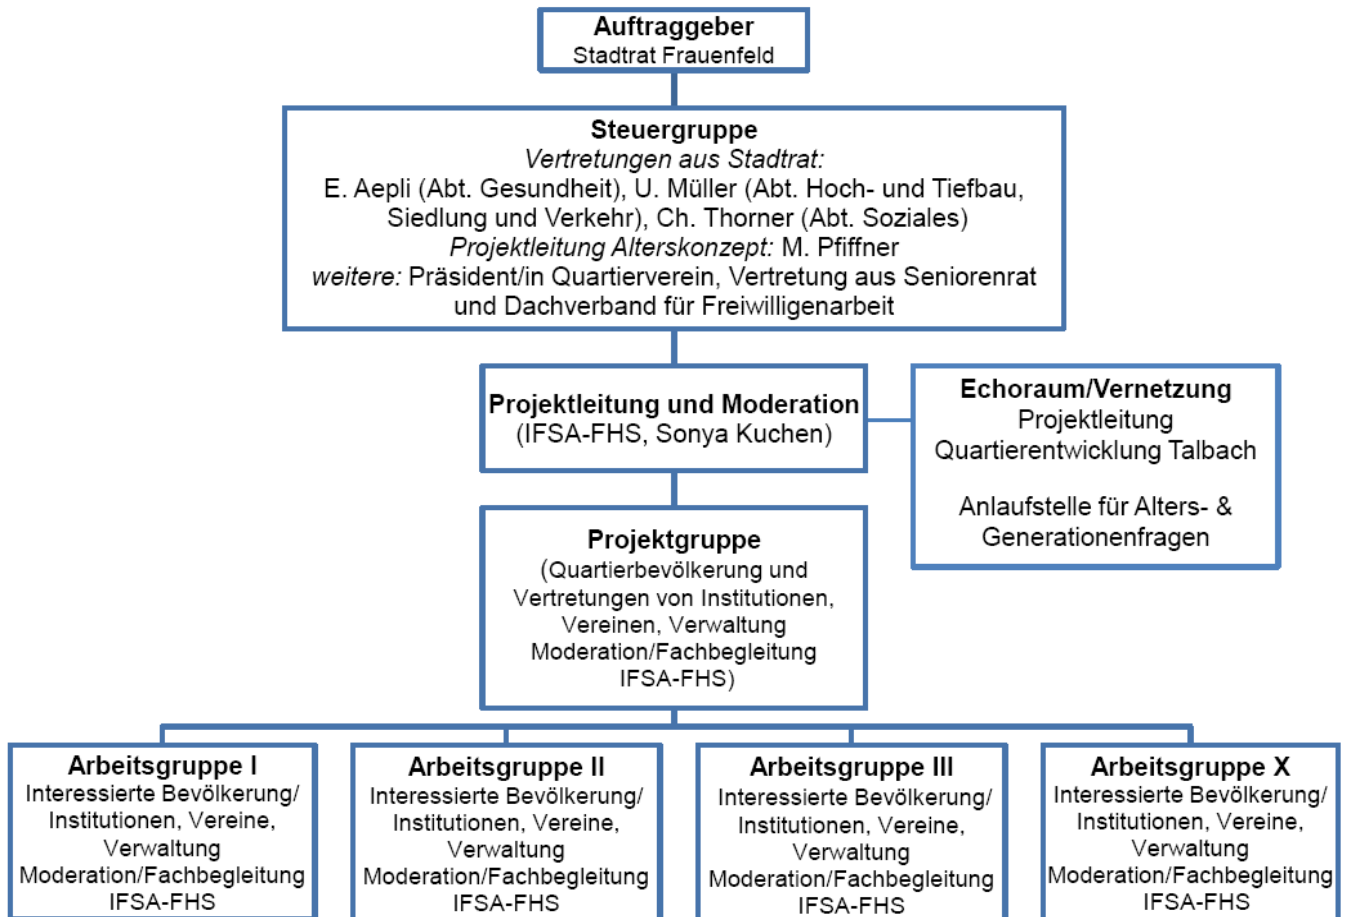 Auftraggeber
Stadtrat Frauenfeld
Steuergruppe
Vertretungen aus Stadtrat:
E. Aepli (Abt. Gesundheit), U. Müller (Abt. Hoch- und Tiefbau,
Siedlung und Verkehr), Ch. Thorner (Abt. Soziales)
Projektleitung Alterskonzept: M. Pfiffner
weitere: Präsident/in Quartierverein, Vertretung aus Seniorenrat
und Dachverband für Freiwilligenarbeit
Projektleitung und Moderation
(IFSA-FHS, Sonya Kuchen)
Echoraum/Vernetzung
Projektleitung
Quartierentwicklung Talbach
Anlaufstelle für Alters- &
Generationenfragen
Projektgruppe
(Quartierbevölkerung und
Vertretungen von Institutionen,
Vereinen, Verwaltung
Moderation/Fachbegleitung
IFSA-FHS)
Arbeitsgruppe I
Interessierte Bevölkerung/
Institutionen, Vereine,
Verwaltung
Moderation/Fachbegleitung
IFSA-FHS
Arbeitsgruppe II
Interessierte Bevölkerung/
Institutionen, Vereine,
Verwaltung
Moderation/Fachbegleitung
IFSA-FHS
Arbeitsgruppe III
Interessierte Bevölkerung/
Institutionen, Vereine,
Verwaltung
Moderation/Fachbegleitung
IFSA-FHS
Arbeitsgruppe X
Interessierte Bevölkerung/
Institutionen, Vereine,
Verwaltung
Moderation/Fachbegleitung
IFSA-FHS